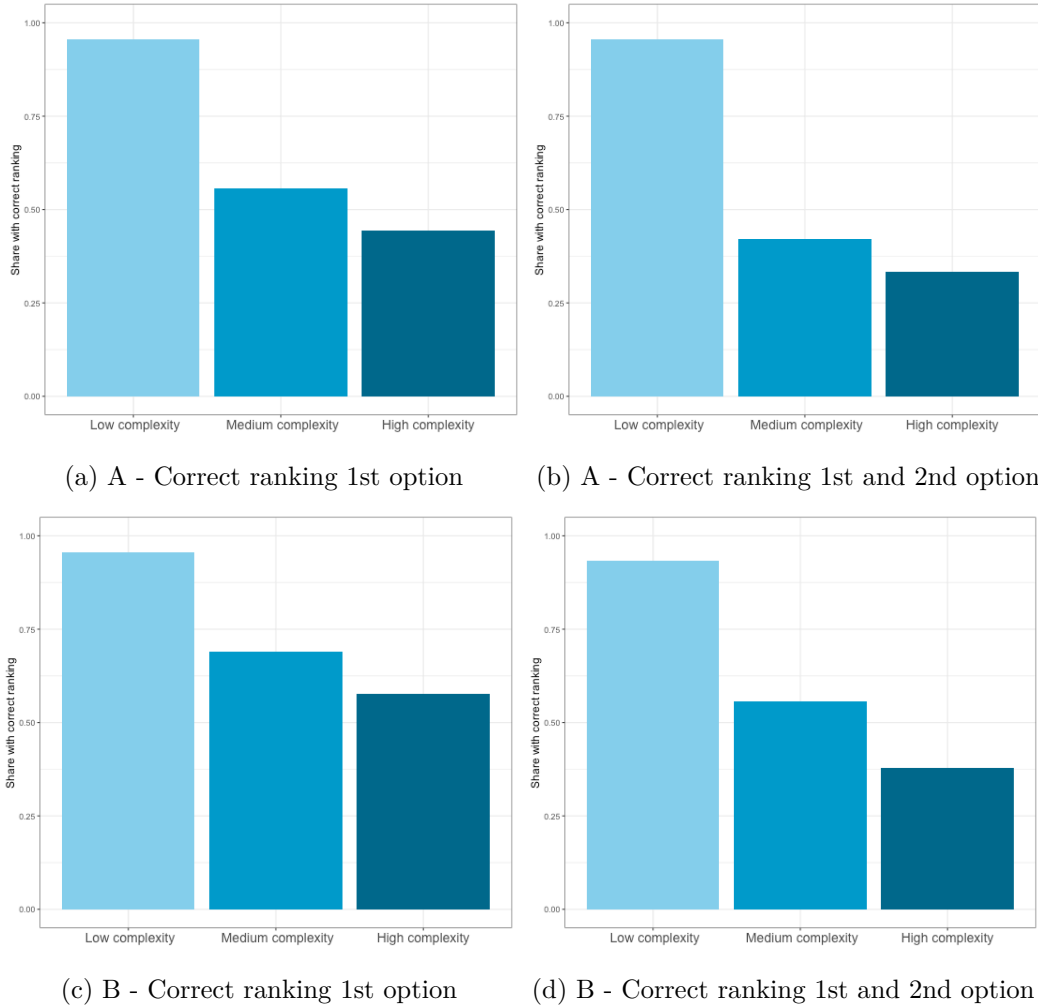 1.00
0.75
0.50
0.25
0.00
Share with correct ranking
Low complexity Medium complexity High complexity
(a) A - Correct ranking 1st option
1.00
0.75
0.50
0.25
0.00
Share with correct ranking
Low complexity Medium complexity High complexity
(b) A - Correct ranking 1st and 2nd option
1.00
0.75
0.50
0.25
0.00
Share with correct ranking
Low complexity Medium complexity High complexity
(c) B - Correct ranking 1st option
1.00
0.75
0.50
0.25
0.00
Share with correct ranking
Low complexity Medium complexity High complexity
(d) B - Correct ranking 1st and 2nd option